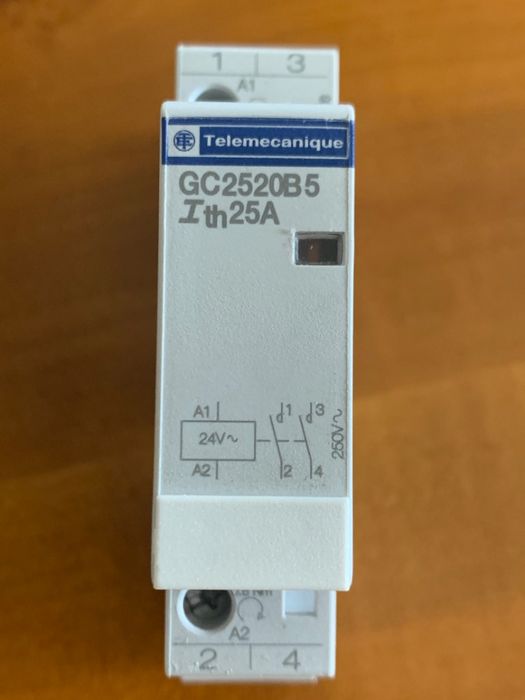 1 3
A1
Telemecanique
GC2520B5
Ith25A
A1 1 3
24V~
250V~
A2 2 4
A2
2 4